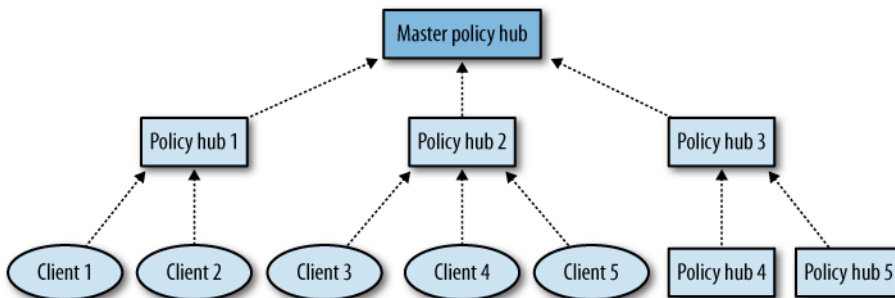 Master policy hub
Policy hub 1
Policy hub 2
Policy hub 3
Client 1
Client 2
Client 3
Client 4
Client 5
Policy hub 4
Policy hub 5